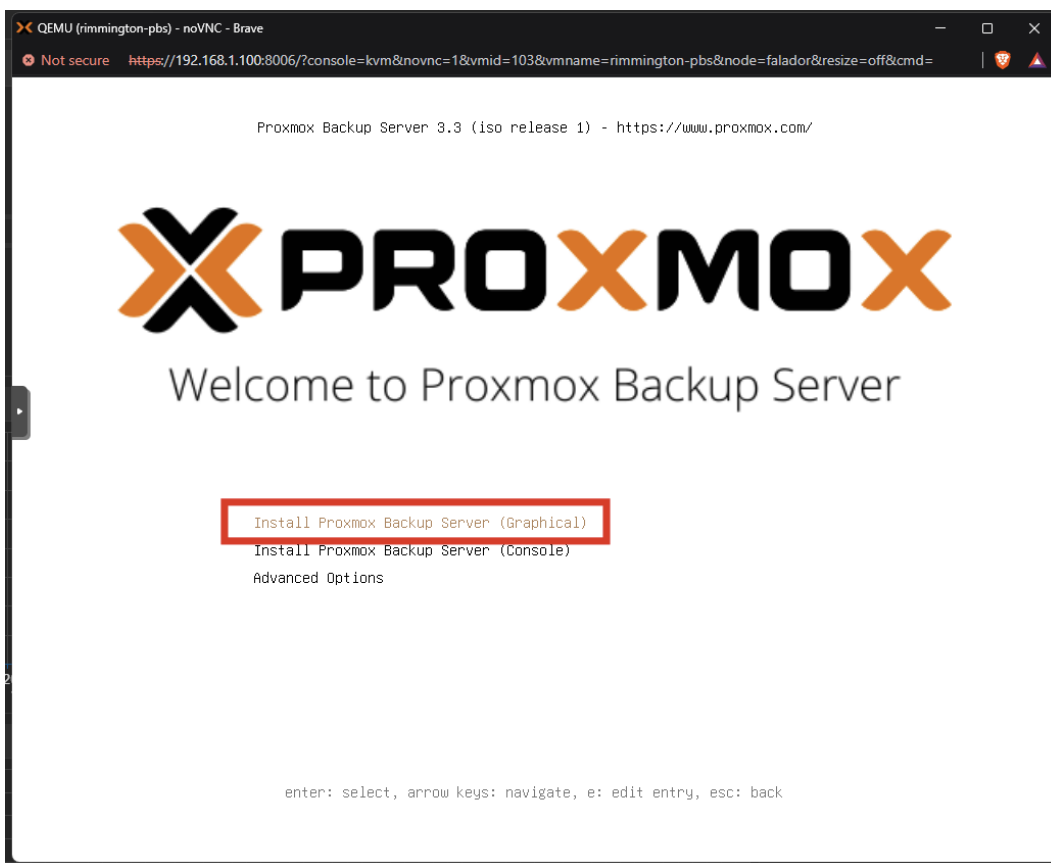 QEMU (rimmington-pbs) - noVNC - Brave
Not secure https://192.168.1.100:8006/?console=kvm&novnc=1&vmid=103&vmname=rimmington-pbs&node=falador&resize=off&cmd=
Proxmox Backup Server 3.3 (iso release 1) - https://www.proxmox.com/
PROXMOX
Welcome to Proxmox Backup Server
Install Proxmox Backup Server (Graphical)
Install Proxmox Backup Server (Console)
Advanced Options
enter: select, arrow keys: navigate, e: edit entry, esc: back